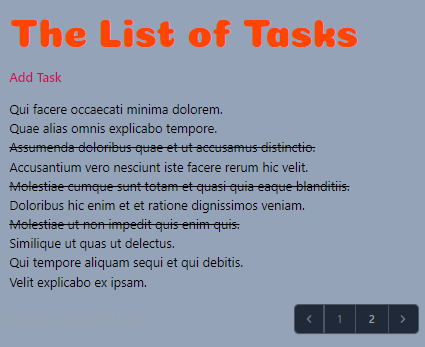 The List of Tasks
Add Task
Qui facere occaecati minima dolorem.
Quae alias omnis explicabo tempore.
Assumenda doloribus quae et ut accusamus distinctio.
Accusantium vero nesciunt iste facere rerum hic velit.
Molestiae cumque sunt totam et quasi quia eaque blanditiis.
Doloribus hic enim et et ratione dignissimos veniam.
Molestiae ut non impedit quis enim quis.
Similique ut quas ut delectus.
Qui tempore aliquam sequi et qui debitis.
Velit explicabo ex ipsam.
‹ 1 2 ›